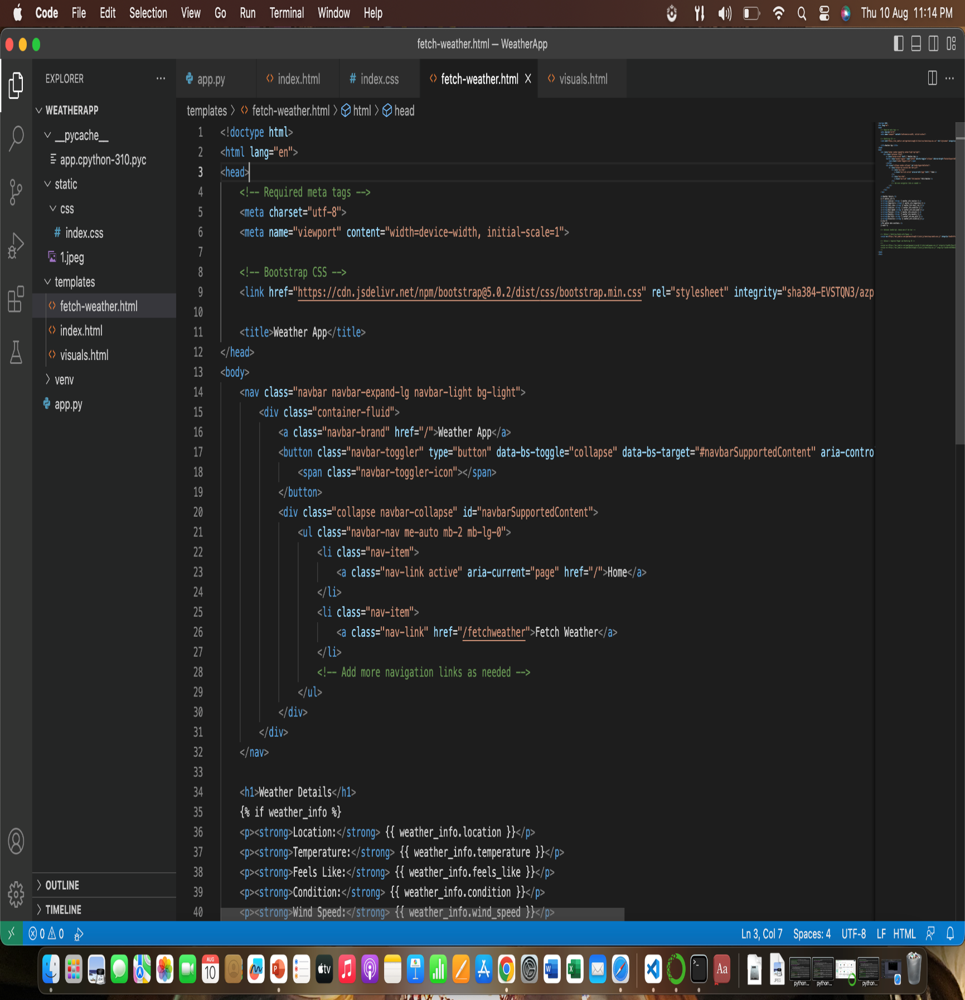 Code File Edit Selection View Go Run Terminal Window Help Thu 10 Aug 11:14 PM
fetch-weather.html — WeatherApp
EXPLORER
WEATHERAPP
__pycache__
app.cpython-310.pyc
static
css
# index.css
1.jpeg
templates
fetch-weather.html
index.html
visuals.html
venv
app.py
OUTLINE
TIMELINE
app.py index.html # index.css fetch-weather.html visuals.html
templates > fetch-weather.html > html > head
1 <!doctype html>
2 <html lang="en">
3 <head>
4 <!-- Required meta tags -->
5 <meta charset="utf-8">
6 <meta name="viewport" content="width=device-width, initial-scale=1">
7
8 <!-- Bootstrap CSS -->
9 <link href="https://cdn.jsdelivr.net/npm/bootstrap@5.0.2/dist/css/bootstrap.min.css" rel="stylesheet" integrity="sha384-EVSTQN3/azp
10
11 <title>Weather App</title>
12 </head>
13 <body>
14 <nav class="navbar navbar-expand-lg navbar-light bg-light">
15 <div class="container-fluid">
16 <a class="navbar-brand" href="/">Weather App</a>
17 <button class="navbar-toggler" type="button" data-bs-toggle="collapse" data-bs-target="#navbarSupportedContent" aria-contro
18 <span class="navbar-toggler-icon"></span>
19 </button>
20 <div class="collapse navbar-collapse" id="navbarSupportedContent">
21 <ul class="navbar-nav me-auto mb-2 mb-lg-0">
22 <li class="nav-item">
23 <a class="nav-link active" aria-current="page" href="/">Home</a>
24 </li>
25 <li class="nav-item">
26 <a class="nav-link" href="/fetchweather">Fetch Weather</a>
27 </li>
28 <!-- Add more navigation links as needed -->
29 </ul>
30 </div>
31 </div>
32 </nav>
33
34 <h1>Weather Details</h1>
35 {% if weather_info %}
36 <p><strong>Location:</strong> {{ weather_info.location }}</p>
37 <p><strong>Temperature:</strong> {{ weather_info.temperature }}</p>
38 <p><strong>Feels Like:</strong> {{ weather_info.feels_like }}</p>
39 <p><strong>Condition:</strong> {{ weather_info.condition }}</p>
40 <p><strong>Wind Speed:</strong> {{ weather_info.wind_speed }}</p>
0 0 Ln 3, Col 7 Spaces: 4 UTF-8 LF HTML
AUG
10
tv
Aa
JPEG
python... python... python...